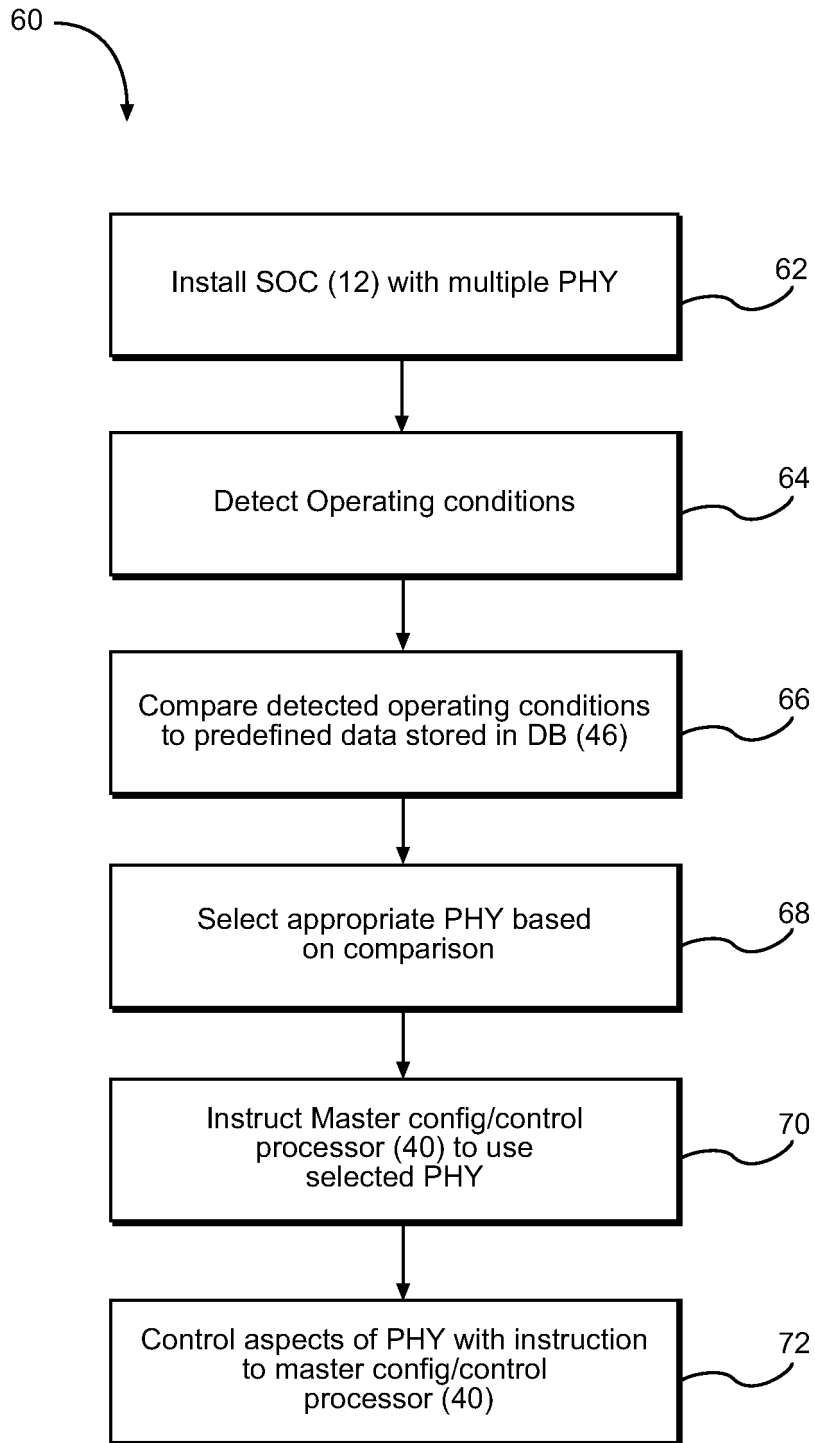 60
Install SOC (12) with multiple PHY
62
Detect Operating conditions
64
Compare detected operating conditions
to predefined data stored in DB (46)
66
Select appropriate PHY based
on comparison
68
Instruct Master config/control
processor (40) to use
selected PHY
70
Control aspects of PHY with instruction
to master config/control
processor (40)
72